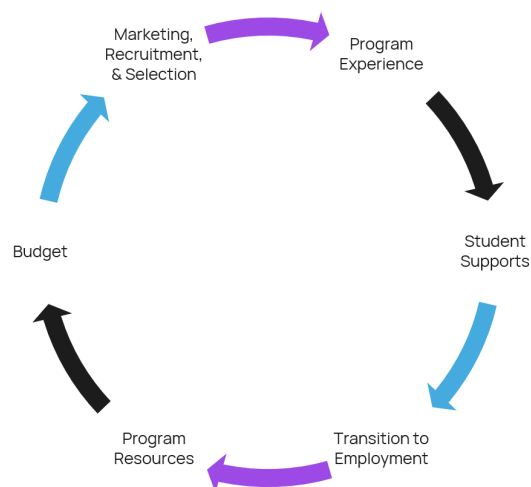 Marketing,
Recruitment,
& Selection
Program
Experience
Student
Supports
Transition to
Employment
Program
Resources
Budget